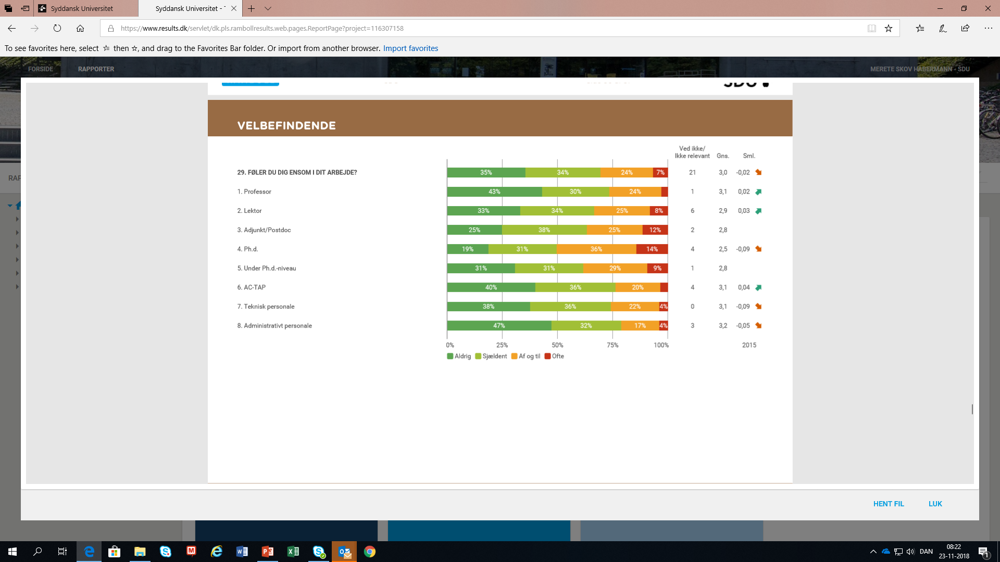 Syddansk Universitet
Syddansk Universitet -
https://www.results.dk/servlet/dk.pls.rambollresults.web.pages.ReportPage?project=116307158
To see favorites here, select then ☆, and drag to the Favorites Bar folder. Or import from another browser. Import favorites
FORSIDE RAPPORTER MERETE SKOV HABERMANN - SDU
VELBEFINDENDE
Ved ikke/
Ikke relevant Gns. Sml.
29. FØLER DU DIG ENSOM I DIT ARBEJDE? 35% 34% 24% 7% 21 3,0 -0,02
1. Professor 43% 30% 24% 1 3,1 0,02
2. Lektor 33% 34% 25% 8% 6 2,9 0,03
3. Adjunkt/Postdoc 25% 38% 25% 12% 2 2,8
4. Ph.d. 19% 31% 36% 14% 4 2,5 -0,09
5. Under Ph.d.-niveau 31% 31% 29% 9% 1 2,8
6. AC-TAP 40% 36% 20% 4 3,1 0,04
7. Teknisk personale 38% 36% 22% 4% 0 3,1 -0,09
8. Administrativt personale 47% 32% 17% 4% 3 3,2 -0,05
0% 25% 50% 75% 100% 2015
Aldrig Sjældent Af og til Ofte
HENT FIL LUK
DAN
08:22
23-11-2018
1